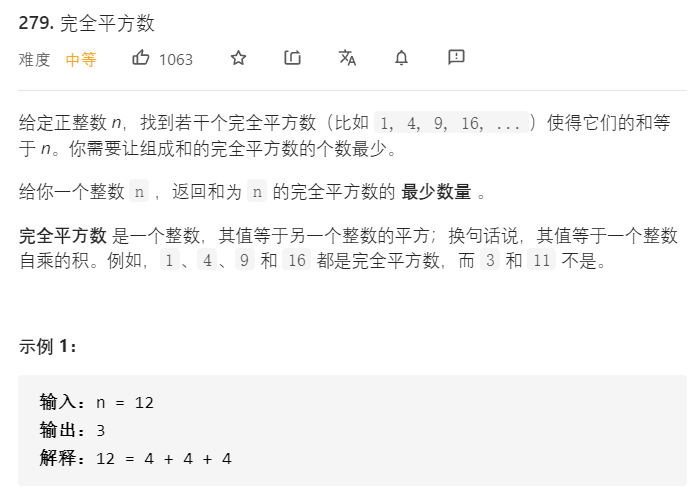 279. 完全平方数
难度 中等 1063
给定正整数 n，找到若干个完全平方数（比如 1, 4, 9, 16, ...）使得它们的和等
于 n。你需要让组成和的完全平方数的个数最少。
给你一个整数 n ，返回和为 n 的完全平方数的 最少数量 。
完全平方数 是一个整数，其值等于另一个整数的平方；换句话说，其值等于一个整数
自乘的积。例如，1、4、9 和 16 都是完全平方数，而 3 和 11 不是。
示例 1：
输入：n = 12
输出：3
解释：12 = 4 + 4 + 4